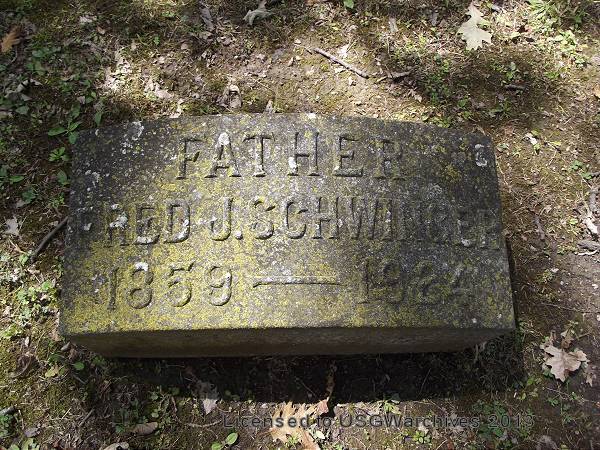 FATHER
FRED J. SCHWINGER
1859 — 1924
Licensed to USGWarchives 2013